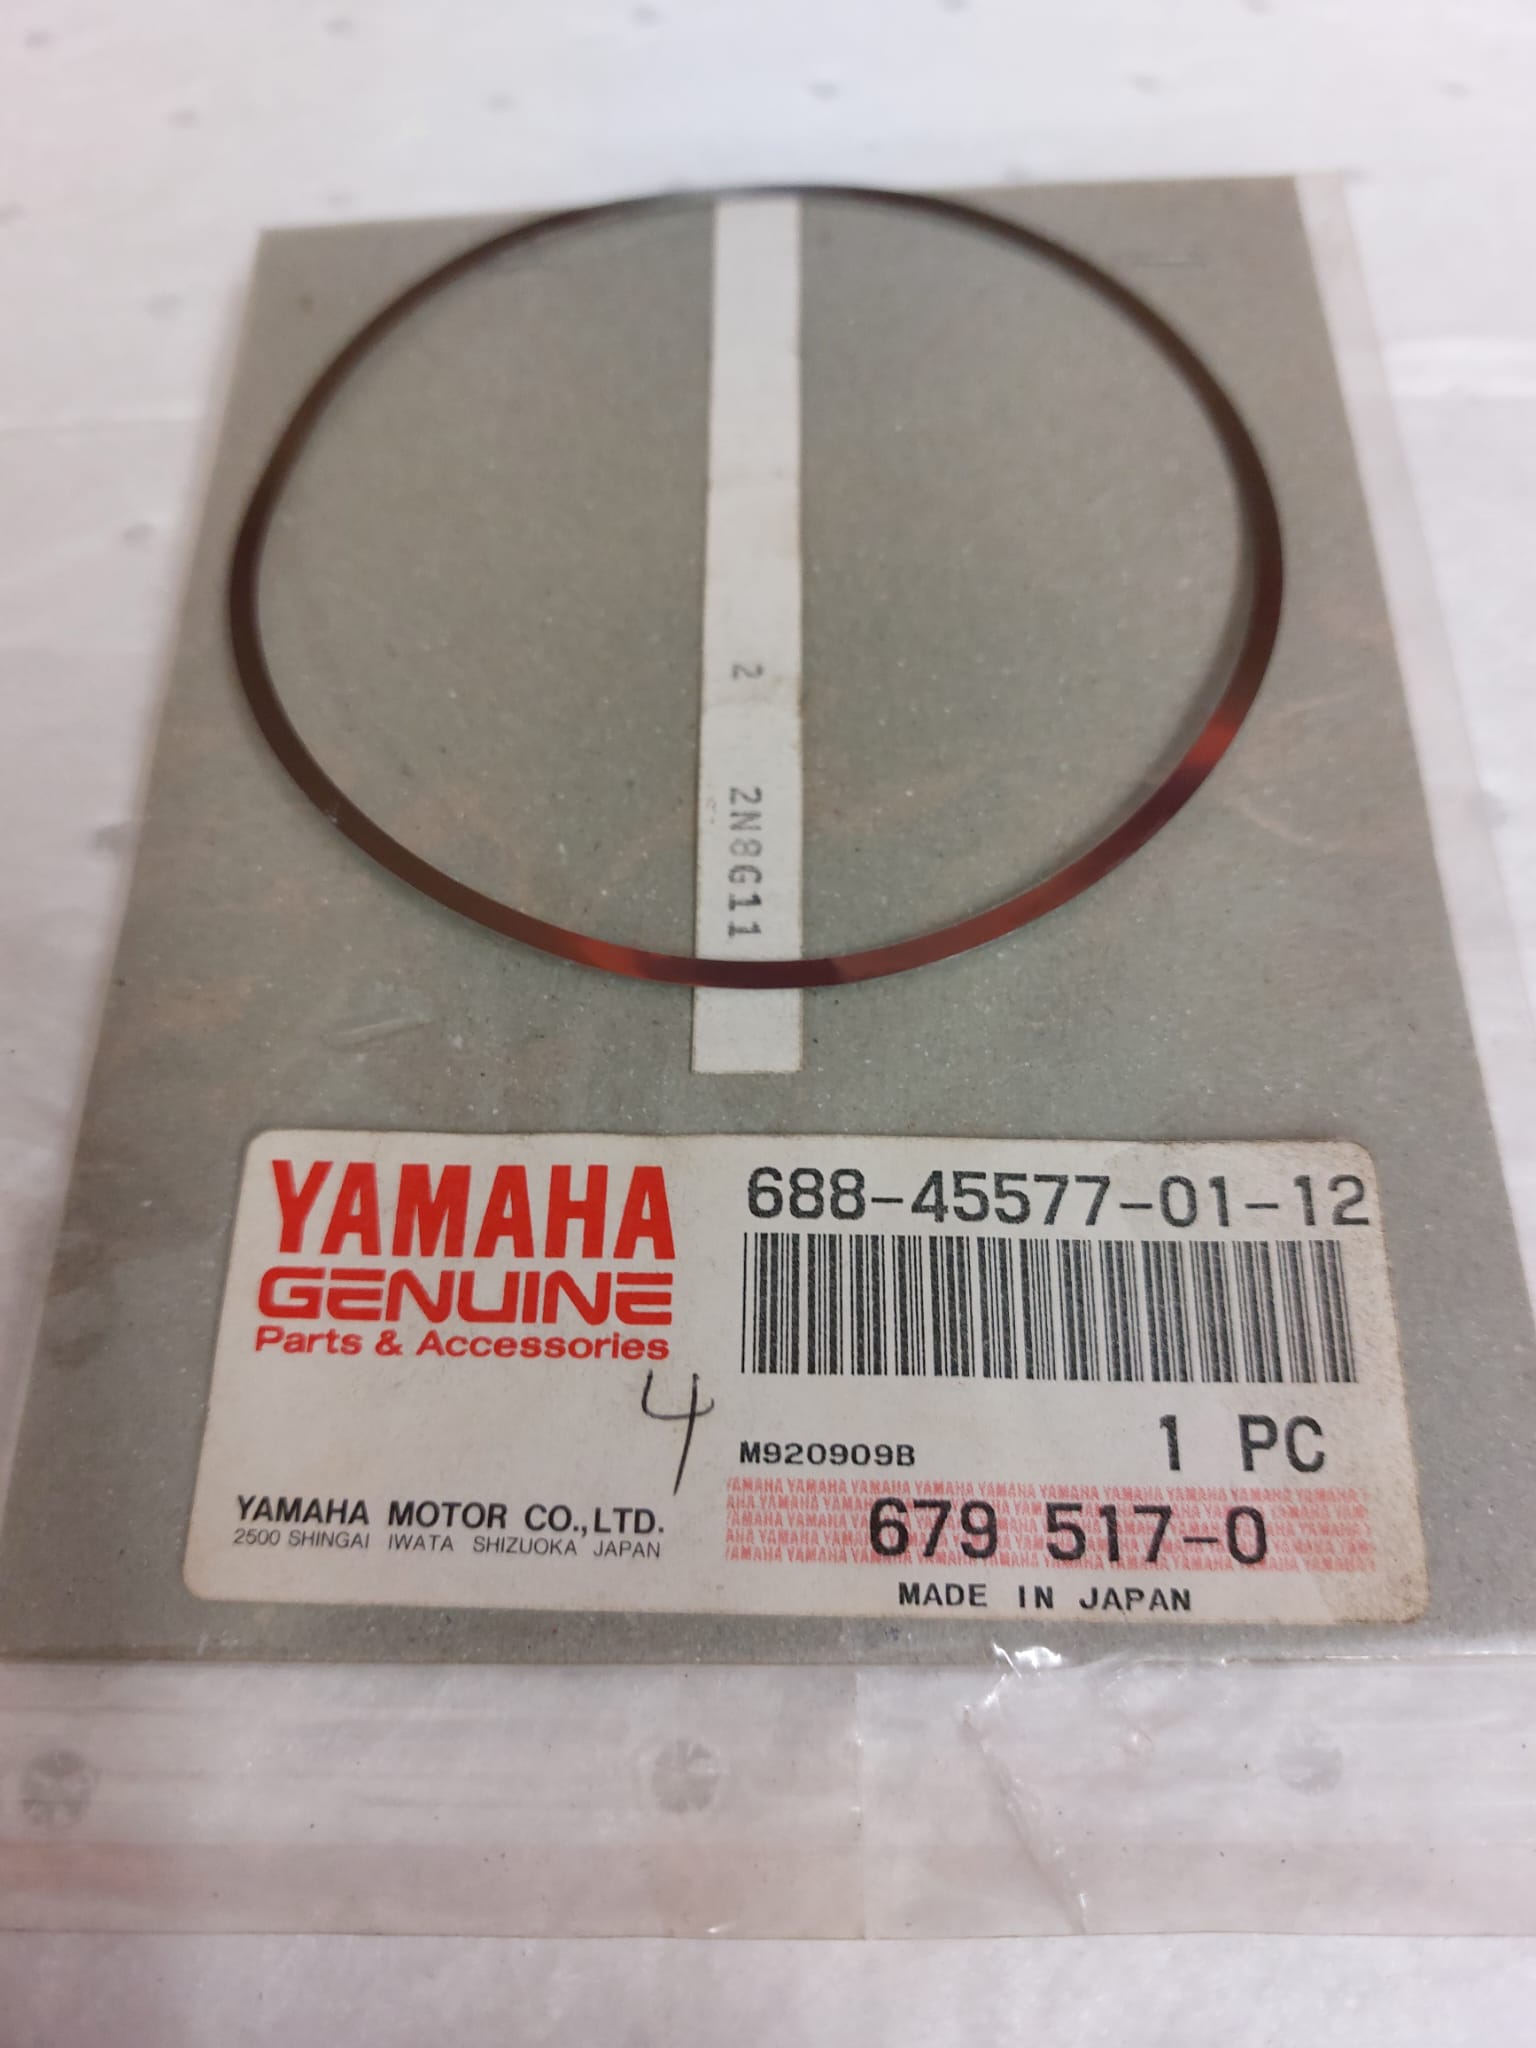 2 2N8G11
YAMAHA
GENUINE
Parts & Accessories
688-45577-01-12
4
M920909B
1 PC
YAMAHA MOTOR CO.,LTD.
2500 SHINGAI IWATA SHIZUOKA JAPAN
679 517-0
MADE IN JAPAN